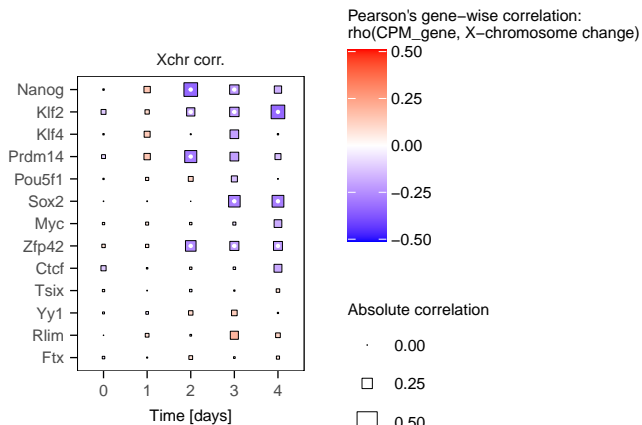 Pearson's gene−wise correlation:
rho(CPM_gene, X−chromosome change)
Xchr corr.
Nanog
Klf2
Klf4
Prdm14
Pou5f1
Sox2
Myc
Zfp42
Ctcf
Tsix
Yy1
Rlim
Ftx
0 1 2 3 4
Time [days]
0.50
0.25
0.00
−0.25
−0.50
Absolute correlation
0.00
0.25
0.50